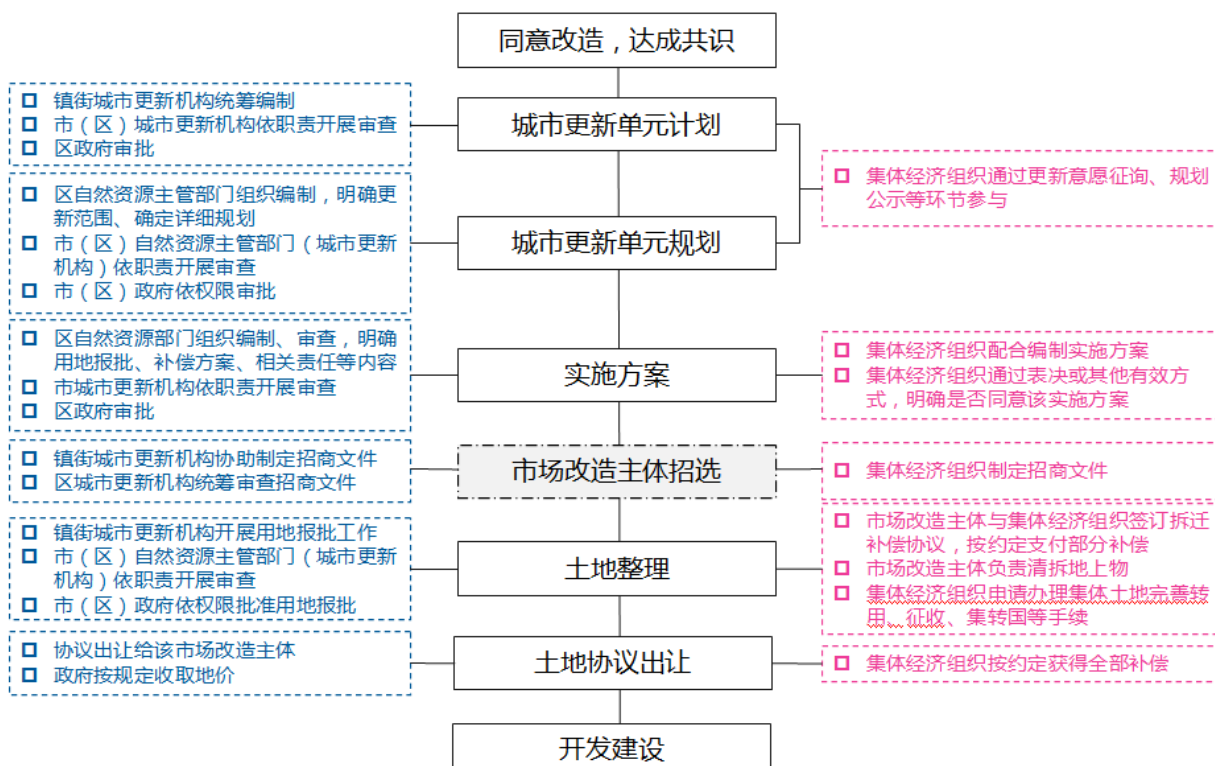 同意改造，达成共识
镇街城市更新机构统筹编制
市（区）城市更新机构依职责开展审查
区政府审批
城市更新单元计划
集体经济组织通过更新意愿征询、规划
公示等环节参与
区自然资源主管部门组织编制，明确更
新范围、确定详细规划
市（区）自然资源主管部门（城市更新
机构）依职责开展审查
市（区）政府依权限审批
城市更新单元规划
区自然资源部门组织编制、审查，明确
用地报批、补偿方案、相关责任等内容
市城市更新机构依职责开展审查
区政府审批
实施方案
集体经济组织配合编制实施方案
集体经济组织通过表决或其他有效方
式，明确是否同意该实施方案
镇街城市更新机构协助制定招商文件
区城市更新机构统筹审查招商文件
市场改造主体招选
集体经济组织制定招商文件
镇街城市更新机构开展用地报批工作
市（区）自然资源主管部门（城市更新
机构）依职责开展审查
市（区）政府依权限批准用地报批
土地整理
市场改造主体与集体经济组织签订拆迁
补偿协议，按约定支付部分补偿
市场改造主体负责清拆地上物
集体经济组织申请办理集体土地完善转
用、征收、集转国等手续
协议出让给该市场改造主体
政府按规定收取地价
土地协议出让
集体经济组织按约定获得全部补偿
开发建设